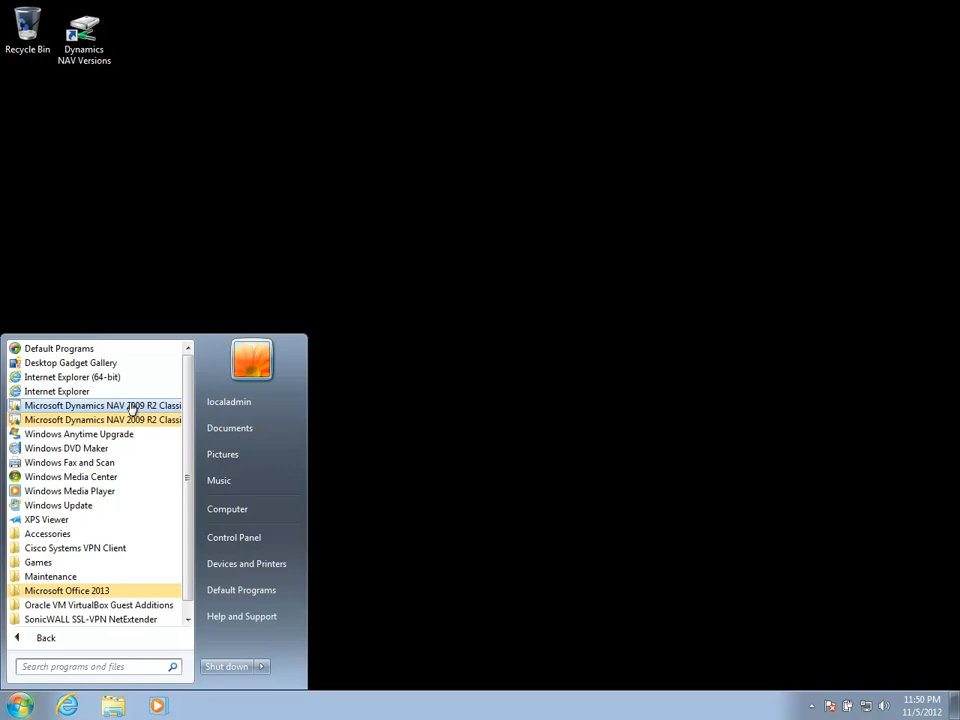 Recycle Bin
Dynamics
NAV Versions
Default Programs
Desktop Gadget Gallery
Internet Explorer (64-bit)
Internet Explorer
Microsoft Dynamics NAV 2009 R2 Classi
Microsoft Dynamics NAV 2009 R2 Classi
Windows Anytime Upgrade
Windows DVD Maker
Windows Fax and Scan
Windows Media Center
Windows Media Player
Windows Update
XPS Viewer
Accessories
Cisco Systems VPN Client
Games
Maintenance
Microsoft Office 2013
Oracle VM VirtualBox Guest Additions
SonicWALL SSL-VPN NetExtender
Back
Search programs and files
localadmin
Documents
Pictures
Music
Computer
Control Panel
Devices and Printers
Default Programs
Help and Support
Shut down
11:50 PM
11/5/2012